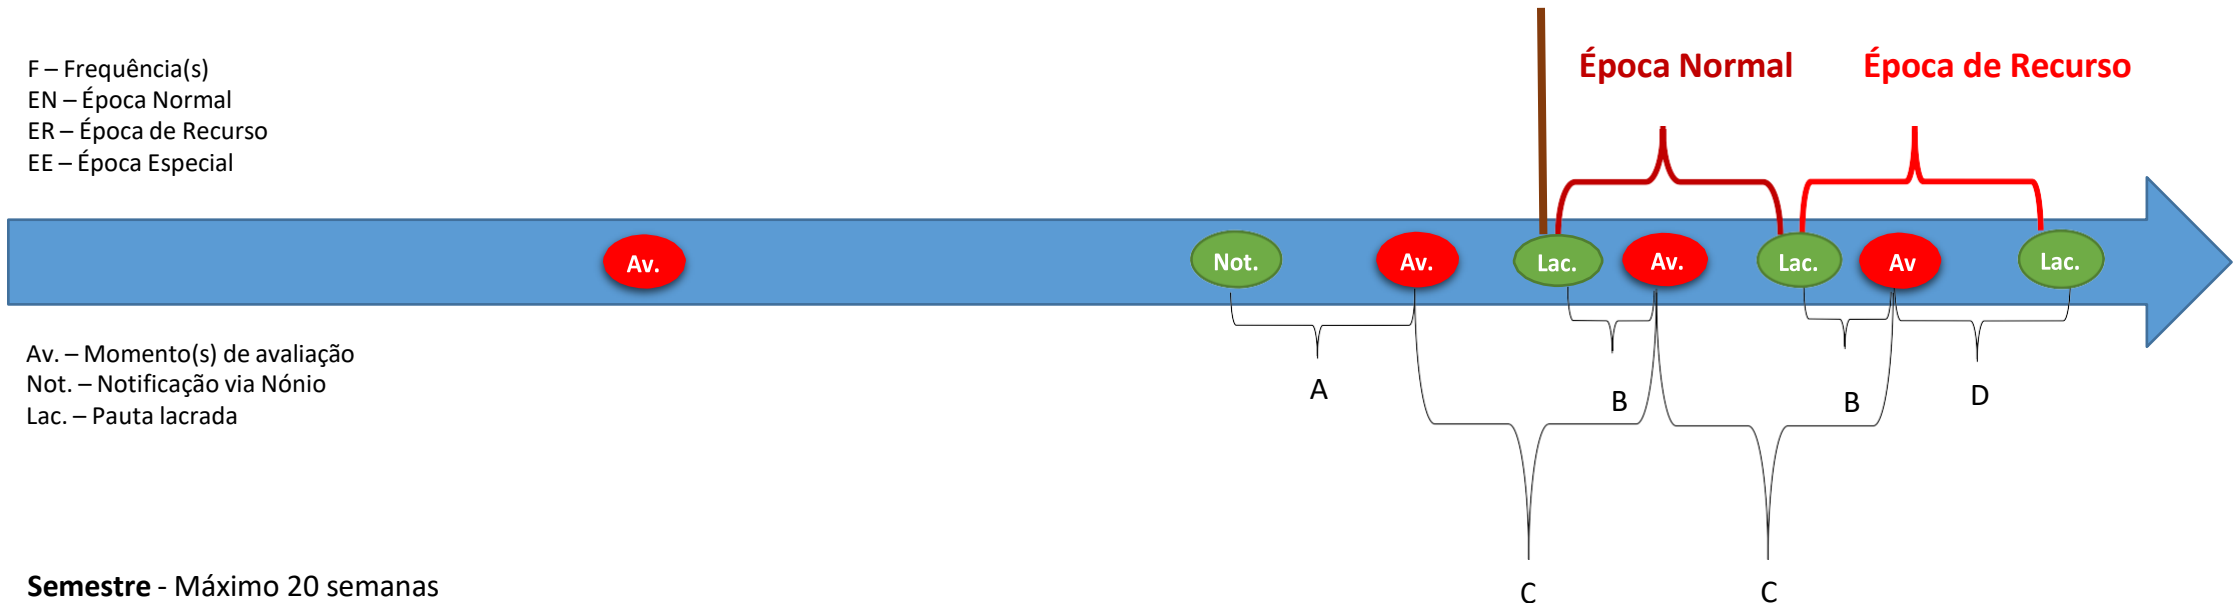 F – Frequência(s)
EN – Época Normal
ER – Época de Recurso
EE – Época Especial
Época Normal
Época de Recurso
Av.
Not.
Av.
Lac.
Av.
Lac.
Av
Lac.
Av. – Momento(s) de avaliação
Not. – Notificação via Nónio
Lac. – Pauta lacrada
A
B
B
D
C
C
Semestre - Máximo 20 semanas